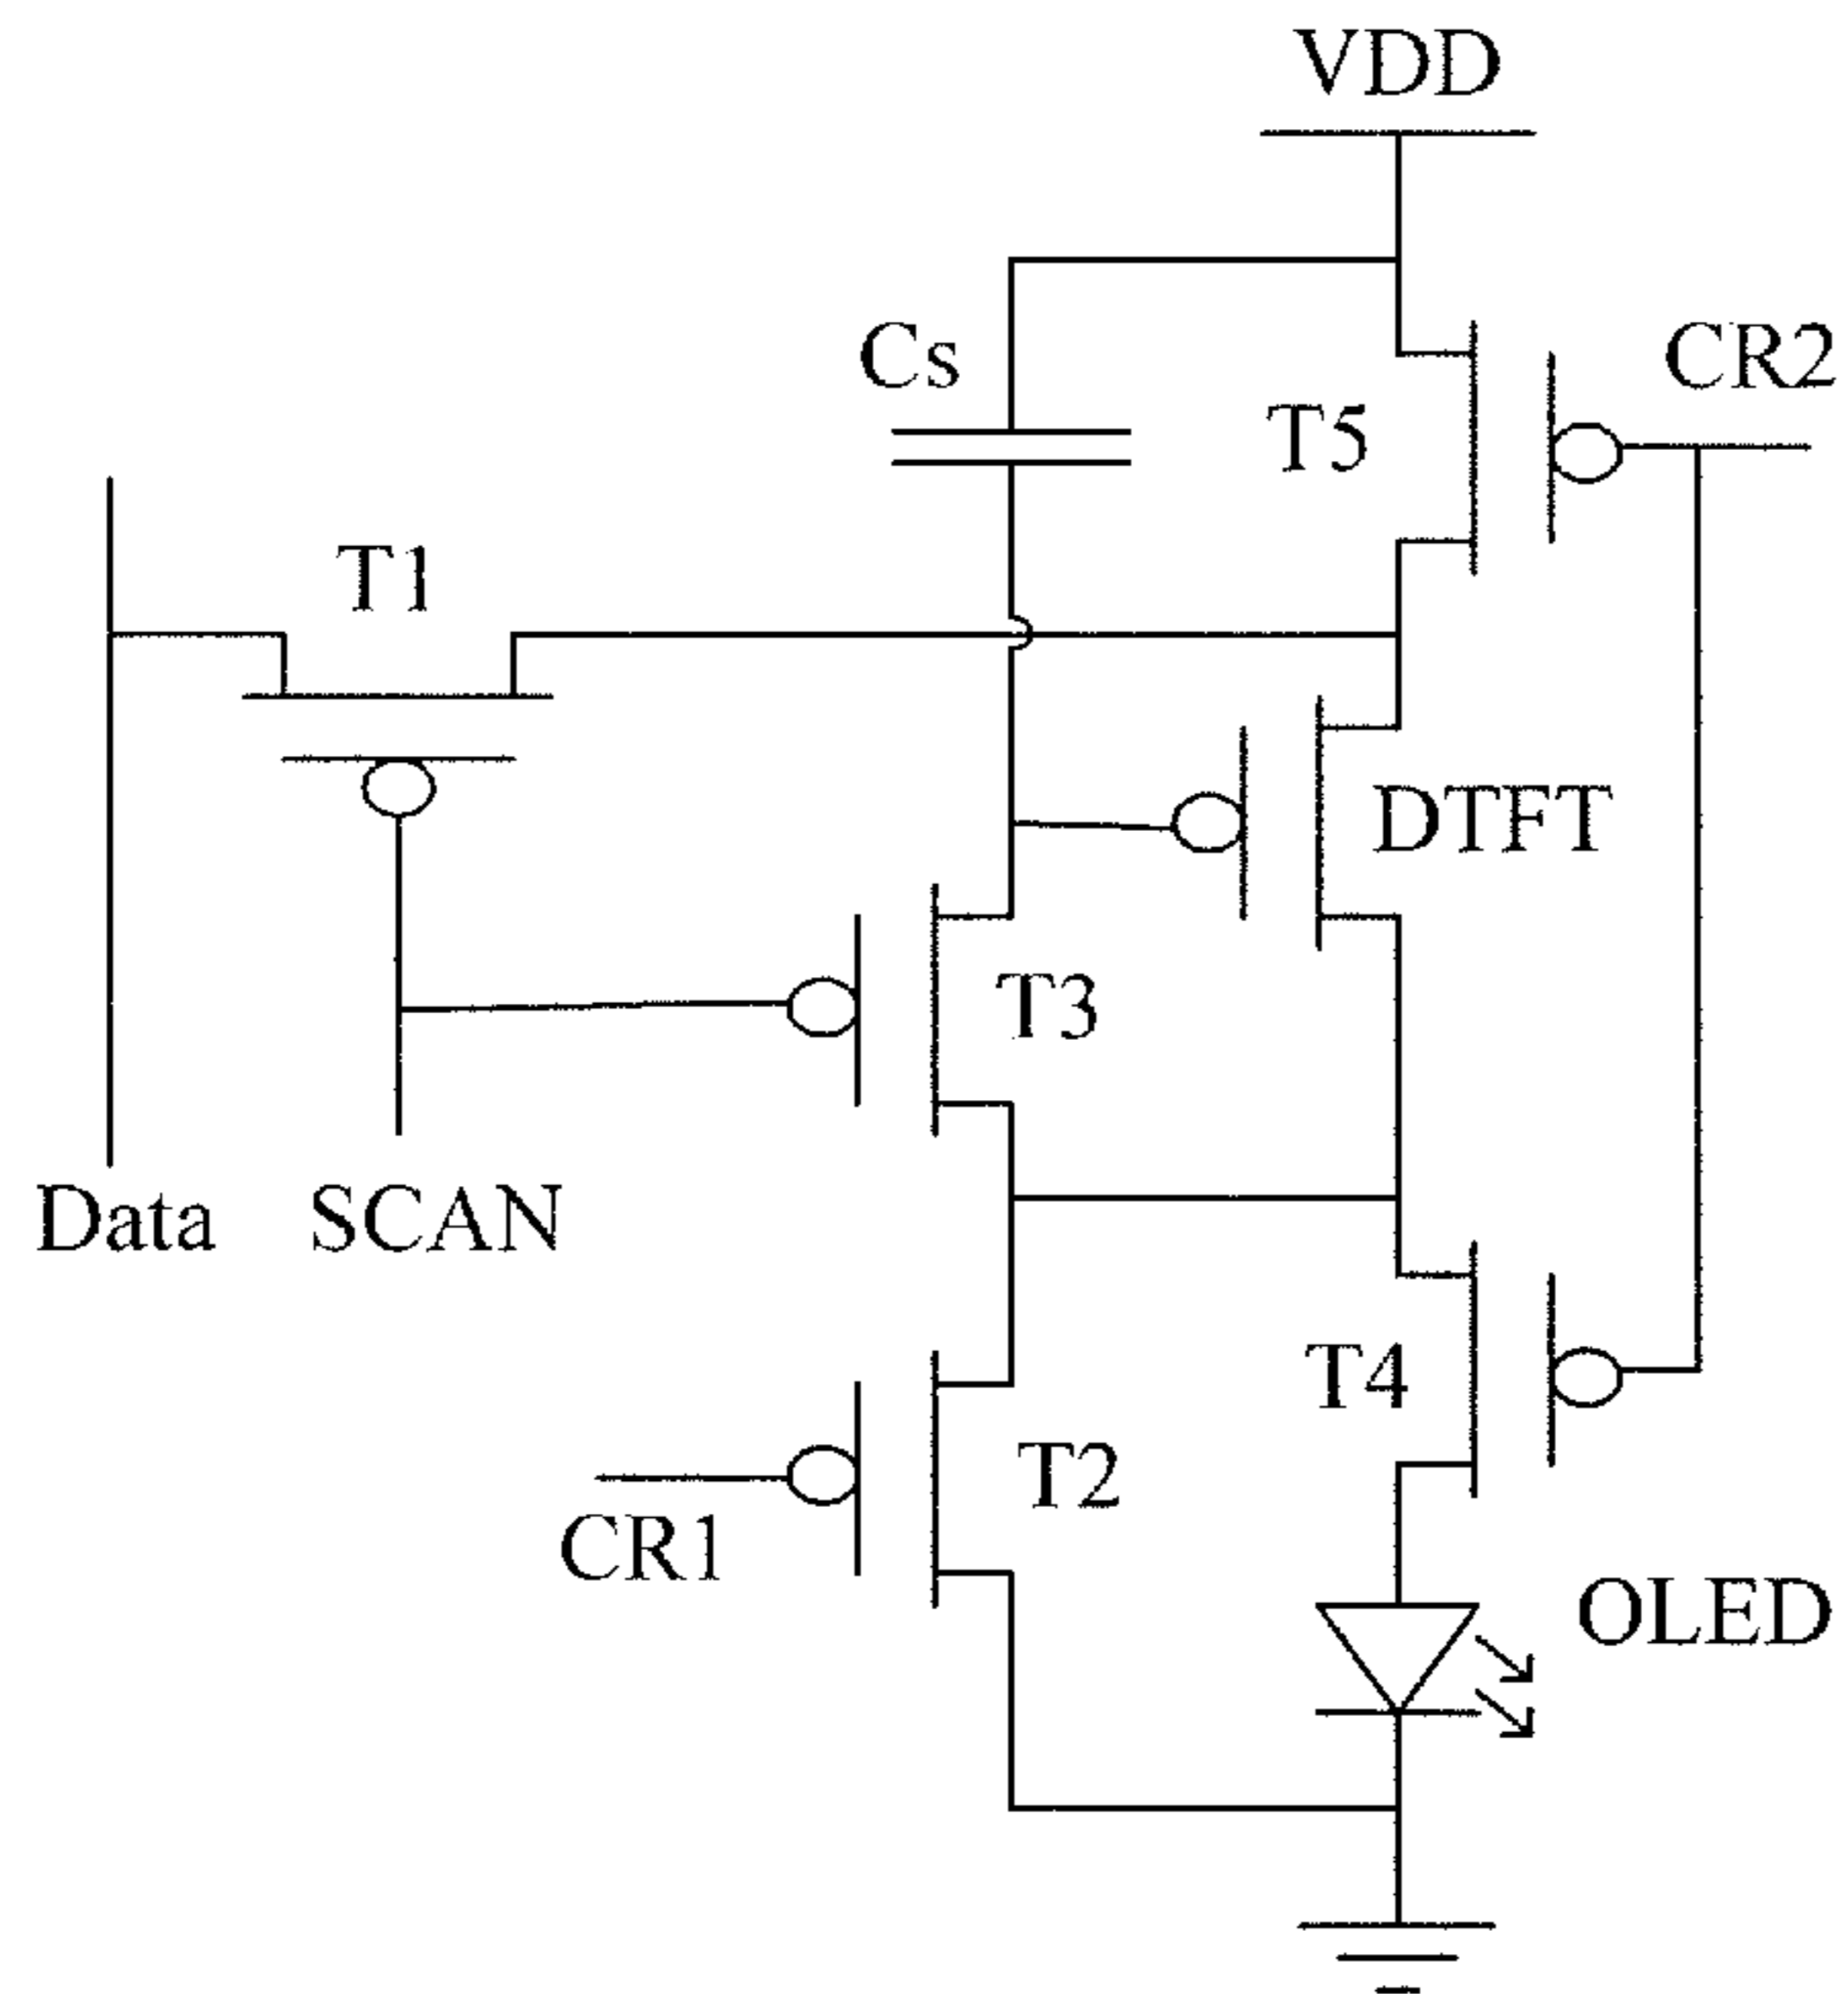 VDD
Cs
CR2
T5
T1
DTFT
T3
Data
SCAN
T4
T2
CR1
OLED